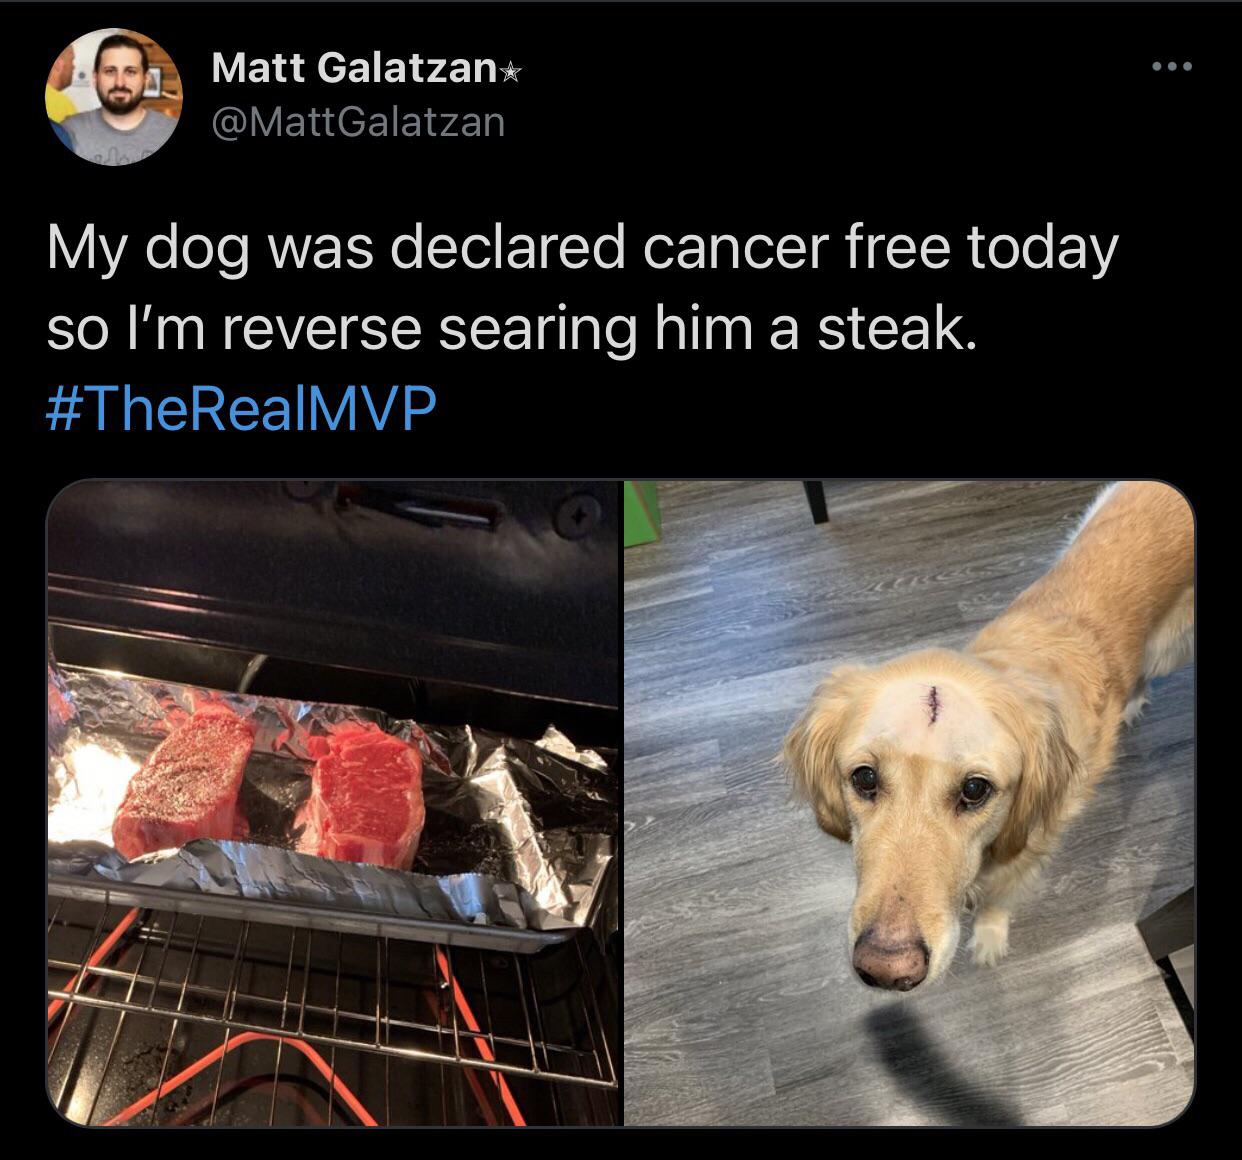 Matt Galatzan⭐︎
@MattGalatzan
My dog was declared cancer free today
so I’m reverse searing him a steak.
#TheRealMVP